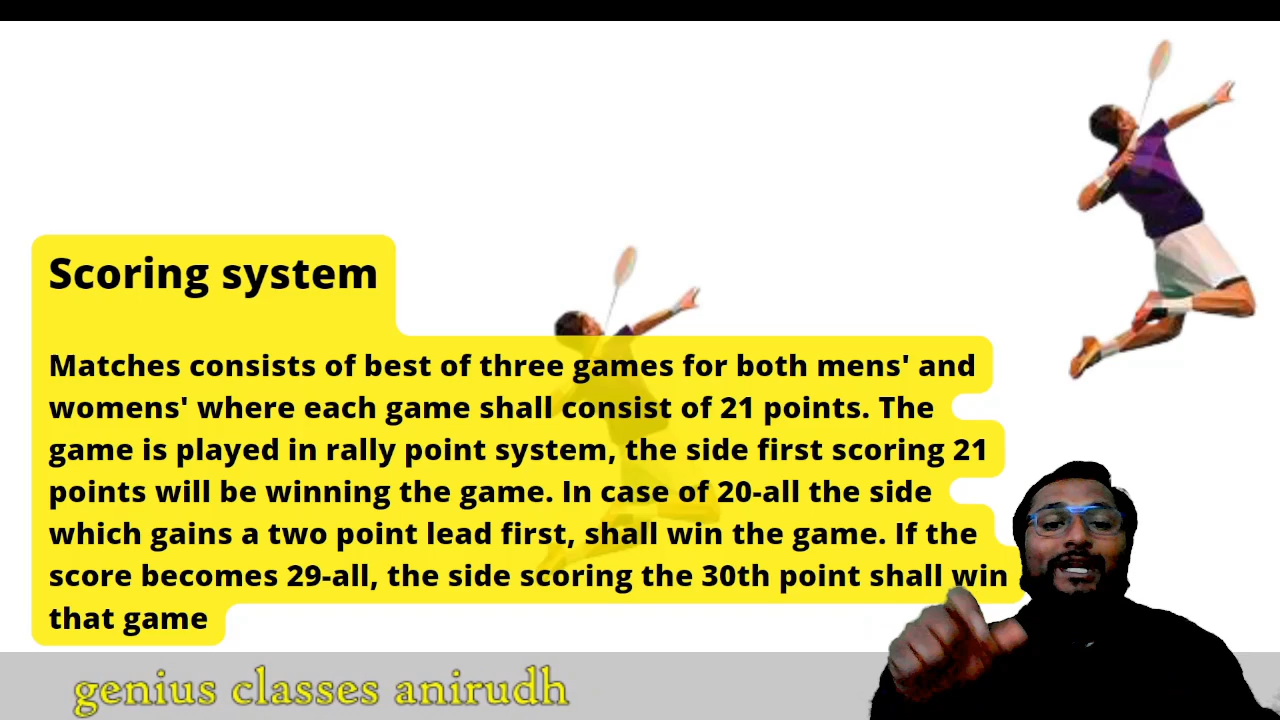 Scoring system
Matches consists of best of three games for both mens' and
womens' where each game shall consist of 21 points. The
game is played in rally point system, the side first scoring 21
points will be winning the game. In case of 20-all the side
which gains a two point lead first, shall win the game. If the
score becomes 29-all, the side scoring the 30th point shall win
that game
genius classes anirudh